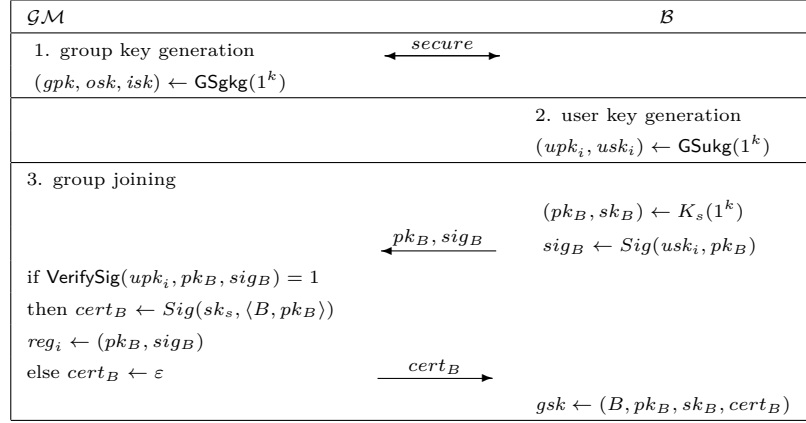 𝒢ℳ ℬ
1. group key generation secure
(gpk, osk, isk) ← GSgkg(1^k)
2. user key generation
(upk_i, usk_i) ← GSukg(1^k)
3. group joining
(pk_B, sk_B) ← K_s(1^k)
pk_B, sig_B sig_B ← Sig(usk_i, pk_B)
if VerifySig(upk_i, pk_B, sig_B) = 1
then cert_B ← Sig(sk_s, ⟨B, pk_B⟩)
reg_i ← (pk_B, sig_B)
else cert_B ← ε cert_B
gsk ← (B, pk_B, sk_B, cert_B)